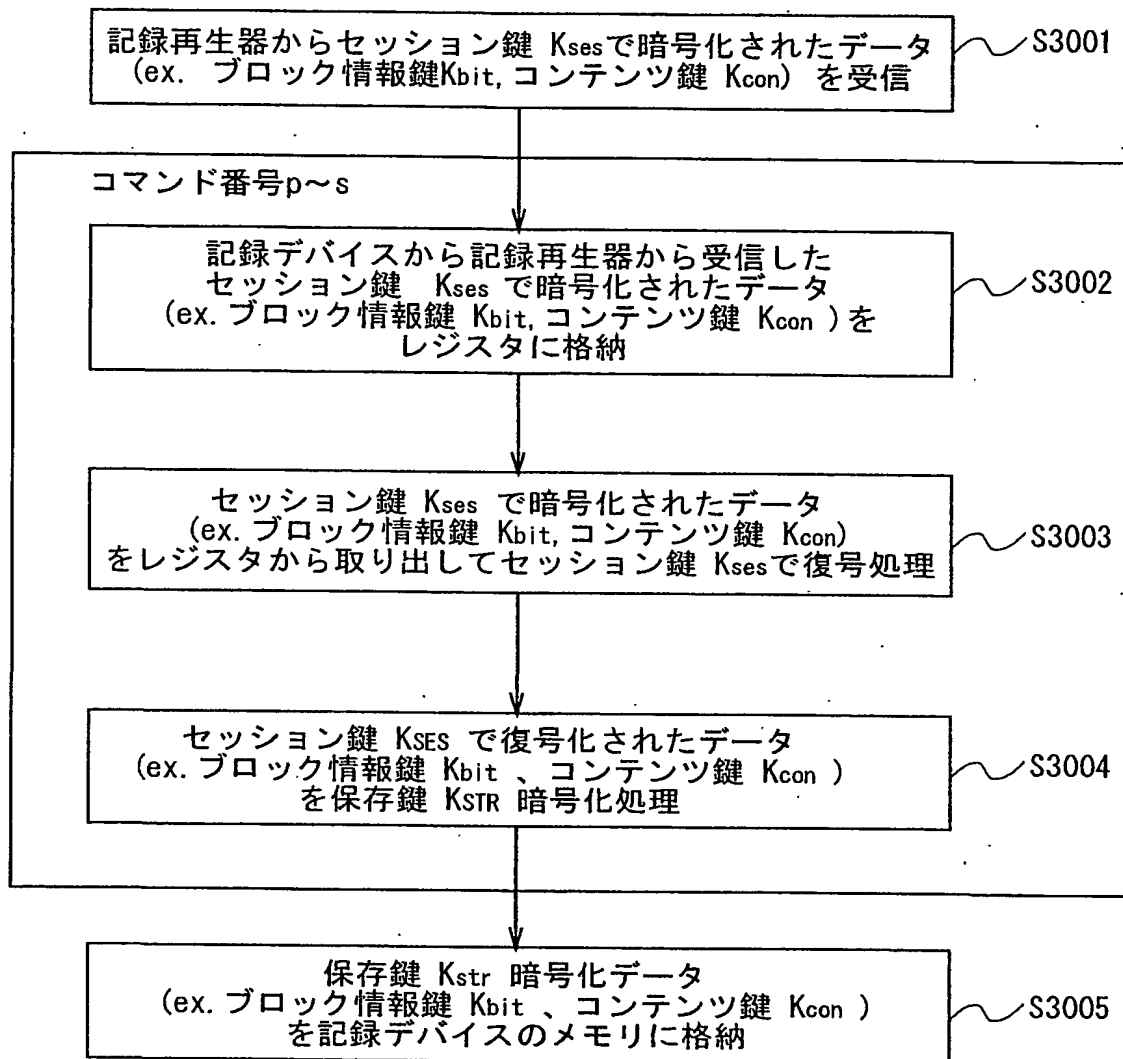 記録再生器からセッション鍵 Ksesで暗号化されたデータ
(ex. ブロック情報鍵Kbit,コンテンツ鍵 Kcon) を受信
S3001
コマンド番号p~s
記録デバイスから記録再生器から受信した
セッション鍵 Kses で暗号化されたデータ
(ex.ブロック情報鍵 Kbit,コンテンツ鍵 Kcon )を
レジスタに格納
S3002
セッション鍵 Kses で暗号化されたデータ
(ex.ブロック情報鍵 Kbit,コンテンツ鍵 Kcon)
をレジスタから取り出してセッション鍵 Ksesで復号処理
S3003
セッション鍵 KSES で復号化されたデータ
(ex.ブロック情報鍵 Kbit 、コンテンツ鍵 Kcon )
を保存鍵 KSTR 暗号化処理
S3004
保存鍵 Kstr 暗号化データ
(ex.ブロック情報鍵 Kbit 、コンテンツ鍵 Kcon )
を記録デバイスのメモリに格納
S3005